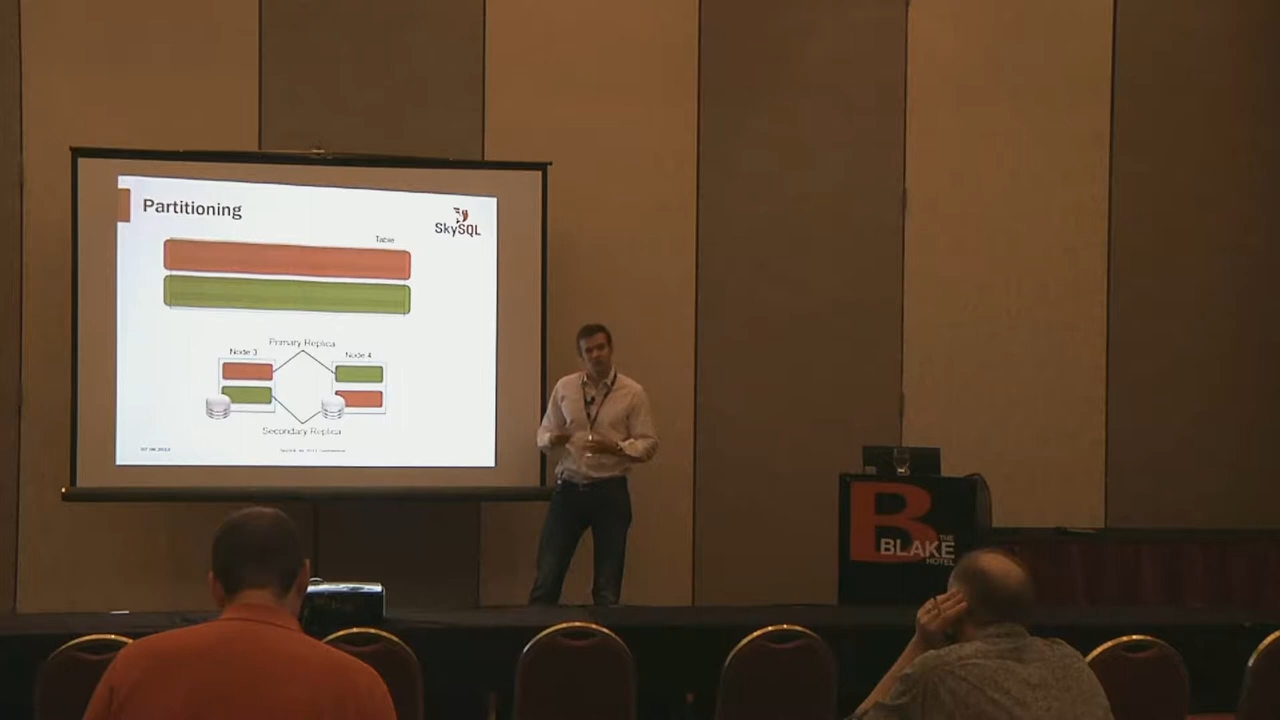 Partitioning
SkySQL
Table
Primary Replica
Node 3
Node 4
Secondary Replica
B
THE
BLAKE
HOTEL